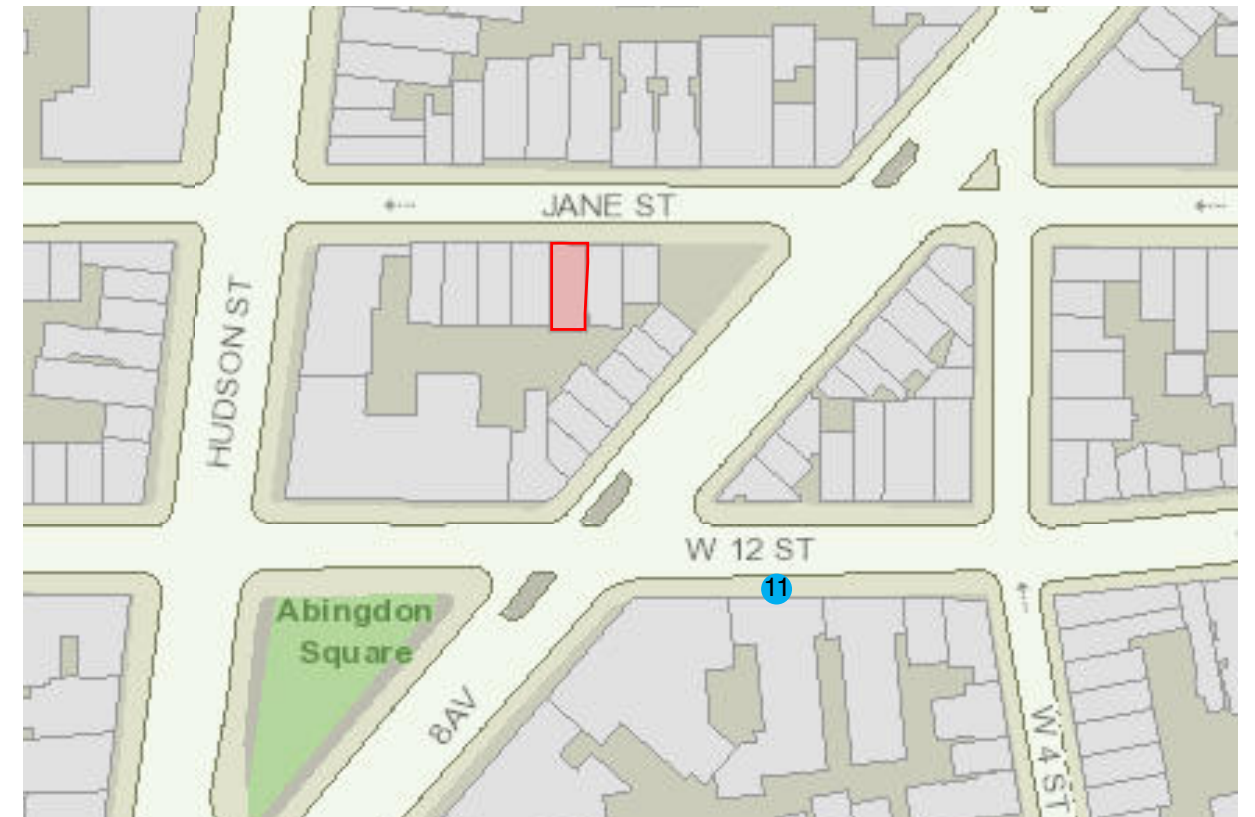 JANE ST
HUDSON ST
W 12 ST
11
Abingdon
Square
8AV
W 4 ST